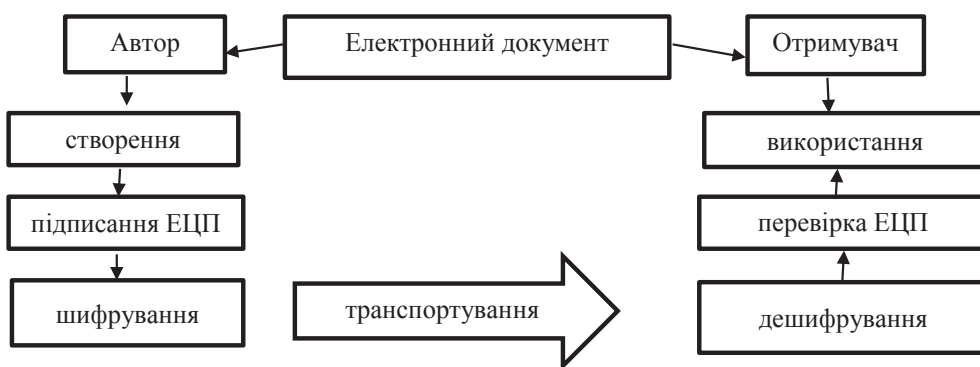 Автор
Електронний документ
Отримувач
створення
використання
підписання ЕЦП
перевірка ЕЦП
шифрування
транспортування
дешифрування